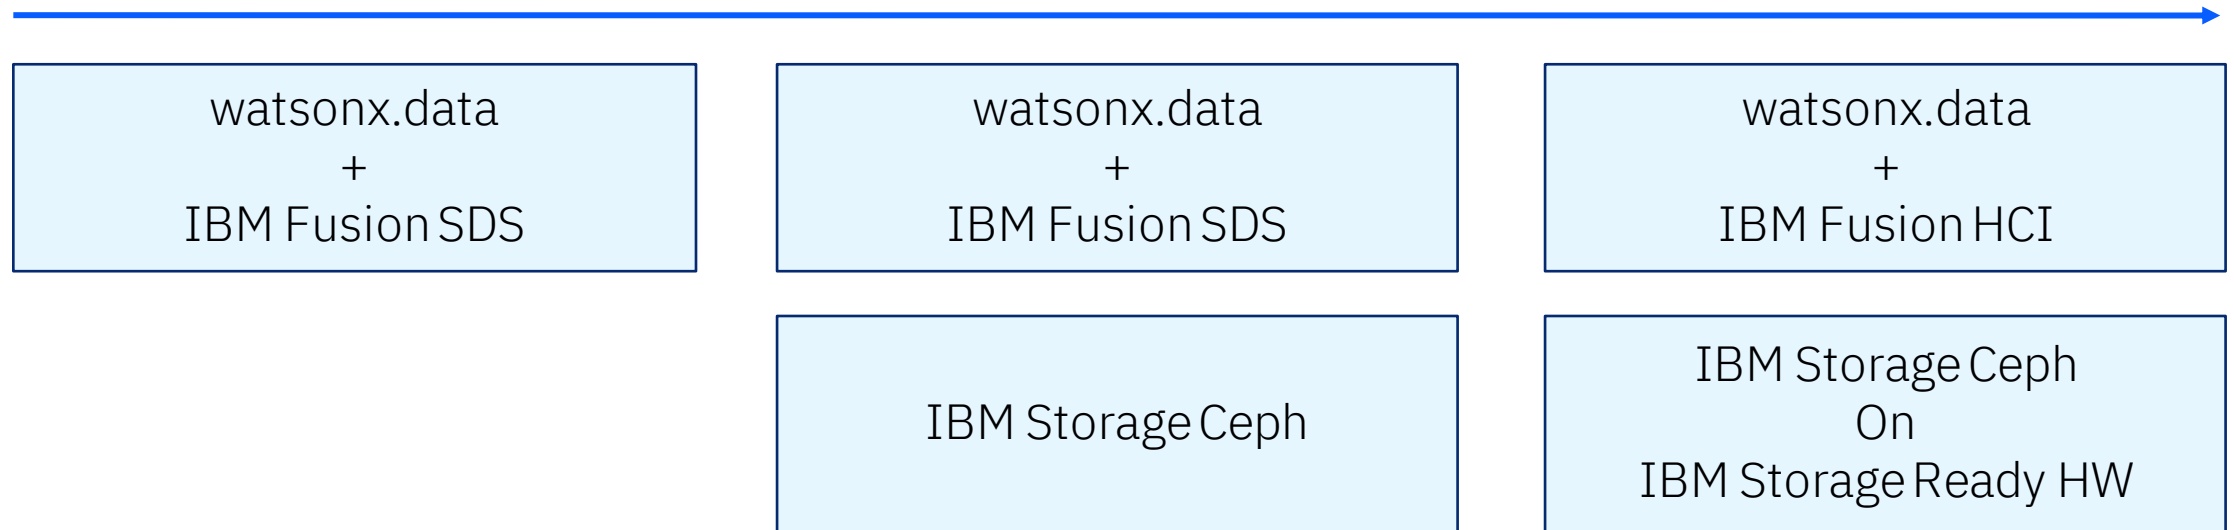 watsonx.data
+
IBM Fusion SDS
watsonx.data
+
IBM Fusion SDS
watsonx.data
+
IBM Fusion HCI
IBM Storage Ceph
IBM Storage Ceph
On
IBM Storage Ready HW